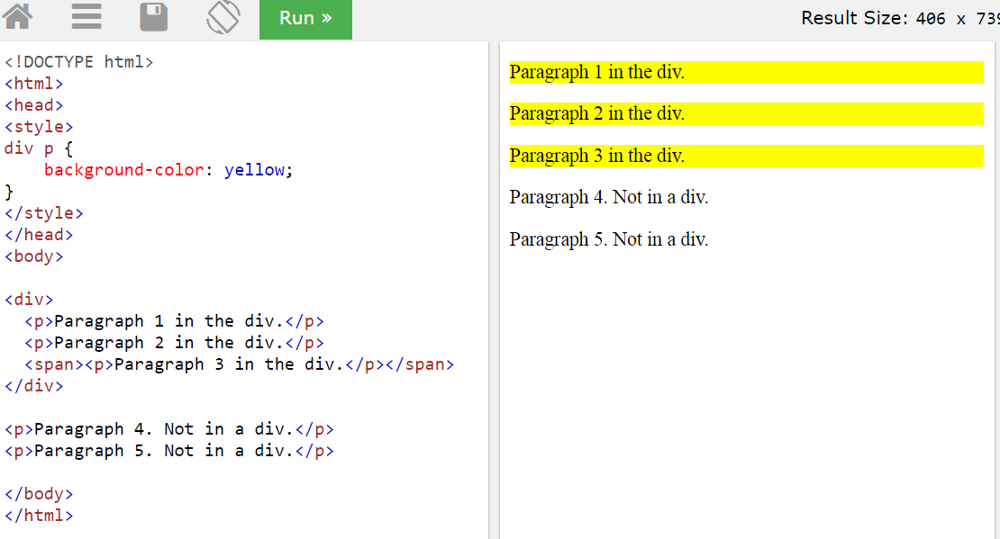 Run »
Result Size: 406 x 739
<!DOCTYPE html>
<html>
<head>
<style>
div p {
    background-color: yellow;
}
</style>
</head>
<body>
<div>
  <p>Paragraph 1 in the div.</p>
  <p>Paragraph 2 in the div.</p>
  <span><p>Paragraph 3 in the div.</p></span>
</div>
<p>Paragraph 4. Not in a div.</p>
<p>Paragraph 5. Not in a div.</p>
</body>
</html>
Paragraph 1 in the div.
Paragraph 2 in the div.
Paragraph 3 in the div.
Paragraph 4. Not in a div.
Paragraph 5. Not in a div.